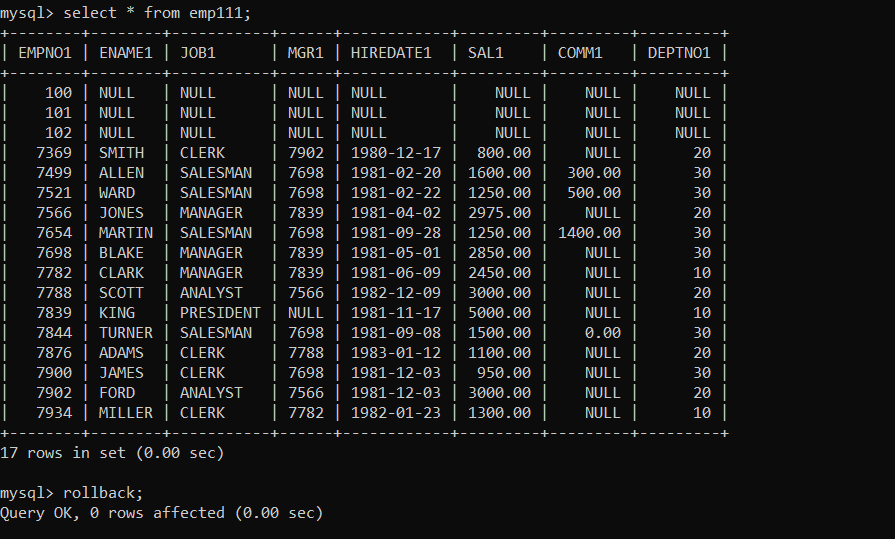 mysql> select * from emp111;
+--------+--------+-----------+------+------------+---------+---------+---------+
| EMPNO1 | ENAME1 | JOB1      | MGR1 | HIREDATE1  | SAL1    | COMM1   | DEPTNO1 |
+--------+--------+-----------+------+------------+---------+---------+---------+
|    100 | NULL   | NULL      | NULL | NULL       |    NULL |    NULL |    NULL |
|    101 | NULL   | NULL      | NULL | NULL       |    NULL |    NULL |    NULL |
|    102 | NULL   | NULL      | NULL | NULL       |    NULL |    NULL |    NULL |
|   7369 | SMITH  | CLERK     | 7902 | 1980-12-17 |  800.00 |    NULL |      20 |
|   7499 | ALLEN  | SALESMAN  | 7698 | 1981-02-20 | 1600.00 |  300.00 |      30 |
|   7521 | WARD   | SALESMAN  | 7698 | 1981-02-22 | 1250.00 |  500.00 |      30 |
|   7566 | JONES  | MANAGER   | 7839 | 1981-04-02 | 2975.00 |    NULL |      20 |
|   7654 | MARTIN | SALESMAN  | 7698 | 1981-09-28 | 1250.00 | 1400.00 |      30 |
|   7698 | BLAKE  | MANAGER   | 7839 | 1981-05-01 | 2850.00 |    NULL |      30 |
|   7782 | CLARK  | MANAGER   | 7839 | 1981-06-09 | 2450.00 |    NULL |      10 |
|   7788 | SCOTT  | ANALYST   | 7566 | 1982-12-09 | 3000.00 |    NULL |      20 |
|   7839 | KING   | PRESIDENT | NULL | 1981-11-17 | 5000.00 |    NULL |      10 |
|   7844 | TURNER | SALESMAN  | 7698 | 1981-09-08 | 1500.00 |    0.00 |      30 |
|   7876 | ADAMS  | CLERK     | 7788 | 1983-01-12 | 1100.00 |    NULL |      20 |
|   7900 | JAMES  | CLERK     | 7698 | 1981-12-03 |  950.00 |    NULL |      30 |
|   7902 | FORD   | ANALYST   | 7566 | 1981-12-03 | 3000.00 |    NULL |      20 |
|   7934 | MILLER | CLERK     | 7782 | 1982-01-23 | 1300.00 |    NULL |      10 |
+--------+--------+-----------+------+------------+---------+---------+---------+
17 rows in set (0.00 sec)
mysql> rollback;
Query OK, 0 rows affected (0.00 sec)